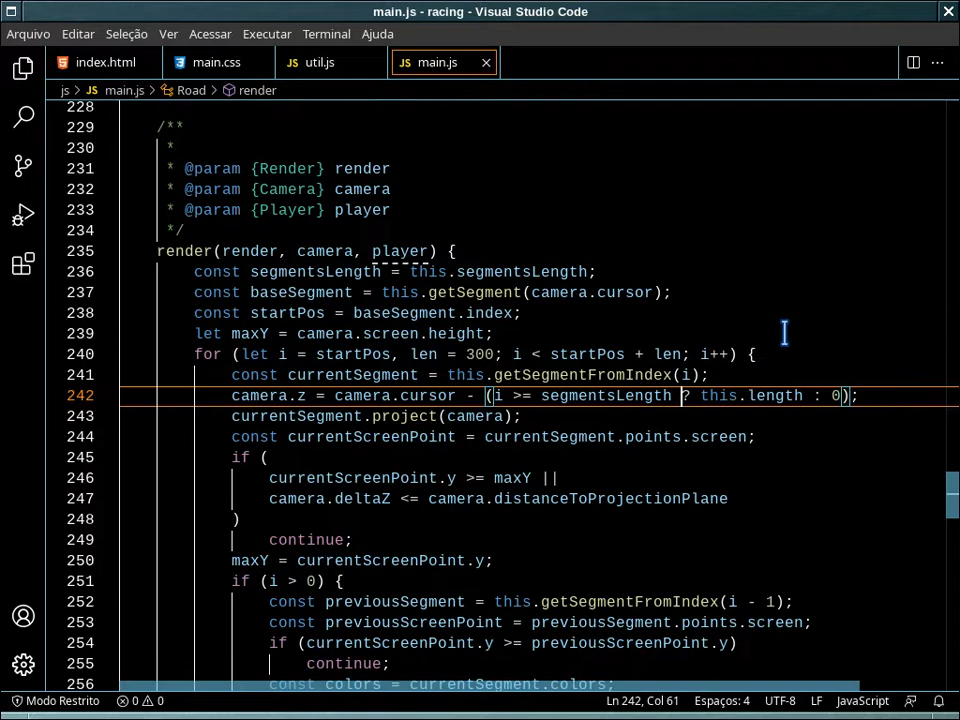 main.js - racing - Visual Studio Code
Arquivo Editar Seleção Ver Acessar Executar Terminal Ajuda
index.html main.css JS util.js JS main.js
js > JS main.js > Road > render
228
229 /**
230 *
231 * @param {Render} render
232 * @param {Camera} camera
233 * @param {Player} player
234 */
235 render(render, camera, player) {
236 const segmentsLength = this.segmentsLength;
237 const baseSegment = this.getSegment(camera.cursor);
238 const startPos = baseSegment.index;
239 let maxY = camera.screen.height;
240 for (let i = startPos, len = 300; i < startPos + len; i++) {
241 const currentSegment = this.getSegmentFromIndex(i);
242 camera.z = camera.cursor - (i >= segmentsLength ? this.length : 0);
243 currentSegment.project(camera);
244 const currentScreenPoint = currentSegment.points.screen;
245 if (
246 currentScreenPoint.y >= maxY ||
247 camera.deltaZ <= camera.distanceToProjectionPlane
248 )
249 continue;
250 maxY = currentScreenPoint.y;
251 if (i > 0) {
252 const previousSegment = this.getSegmentFromIndex(i - 1);
253 const previousScreenPoint = previousSegment.points.screen;
254 if (currentScreenPoint.y >= previousScreenPoint.y)
255 continue;
256 const colors = currentSegment.colors;
Modo Restrito 0 0 Ln 242, Col 61 Espaços: 4 UTF-8 LF JavaScript